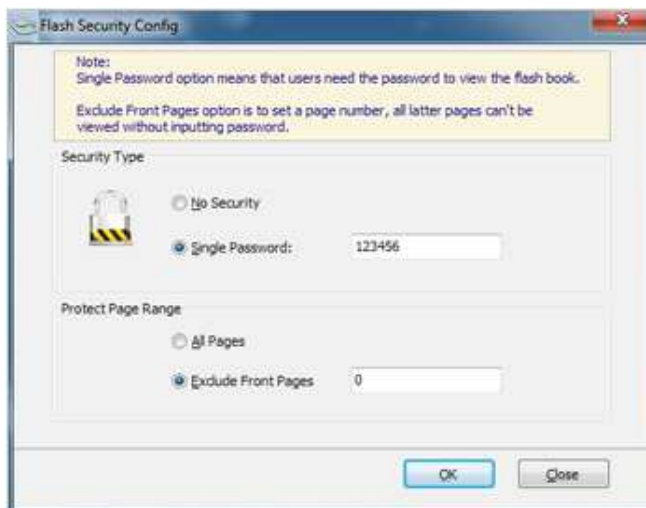 Flash Security Config
Note:
Single Password option means that users need the password to view the flash book.
Exclude Front Pages option is to set a page number, all latter pages can't be
viewed without inputting password.
Security Type
No Security
Single Password: 123456
Protect Page Range
All Pages
Exclude Front Pages 0
OK Close